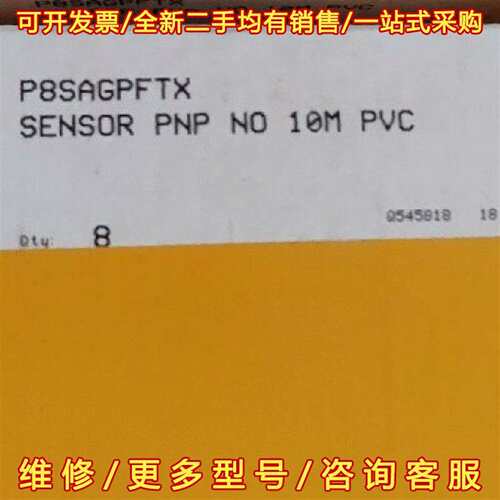 可开发票/全新二手均有销售/一站式采购
P8SAGPFTX
SENSOR PNP NO 10M PVC
Q545818 18
Qty: 8
维修/更多型号/咨询客服